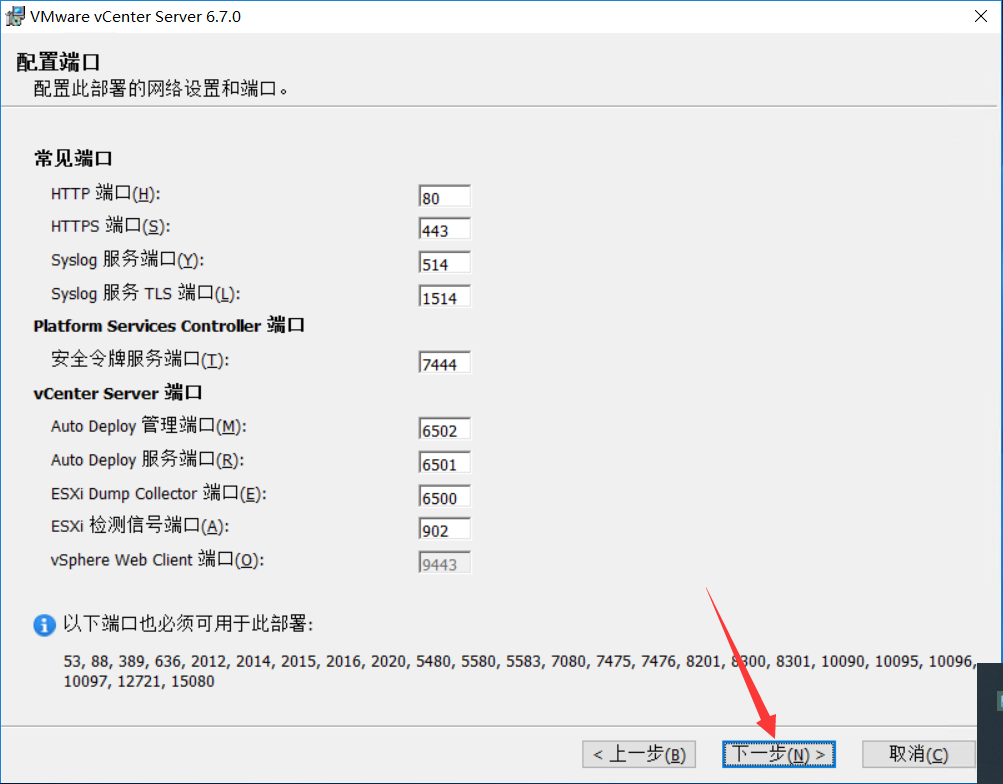 VMware vCenter Server 6.7.0
配置端口
配置此部署的网络设置和端口。
常见端口
HTTP 端口(H): 80
HTTPS 端口(S): 443
Syslog 服务端口(Y): 514
Syslog 服务 TLS 端口(L): 1514
Platform Services Controller 端口
安全令牌服务端口(T): 7444
vCenter Server 端口
Auto Deploy 管理端口(M): 6502
Auto Deploy 服务端口(R): 6501
ESXi Dump Collector 端口(E): 6500
ESXi 检测信号端口(A): 902
vSphere Web Client 端口(O): 9443
以下端口也必须可用于此部署:
53, 88, 389, 636, 2012, 2014, 2015, 2016, 2020, 5480, 5580, 5583, 7080, 7475, 7476, 8201, 8300, 8301, 10090, 10095, 10096,
10097, 12721, 15080
< 上一步(B) 下一步(N) > 取消(C)